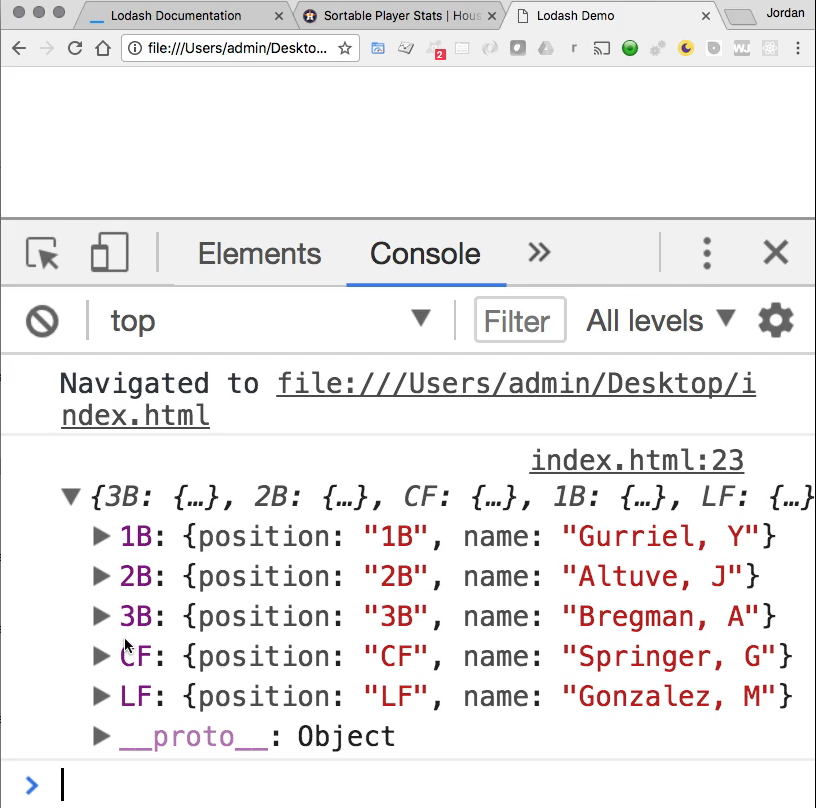 Lodash Documentation
Sortable Player Stats | Hous
Lodash Demo
Jordan
file:///Users/admin/Deskto...
2
r
WJ
Elements
Console
top
Filter
All levels
Navigated to file:///Users/admin/Desktop/i
ndex.html
index.html:23
{3B: {…}, 2B: {…}, CF: {…}, 1B: {…}, LF: {…}
1B: {position: "1B", name: "Gurriel, Y"}
2B: {position: "2B", name: "Altuve, J"}
3B: {position: "3B", name: "Bregman, A"}
CF: {position: "CF", name: "Springer, G"}
LF: {position: "LF", name: "Gonzalez, M"}
__proto__: Object